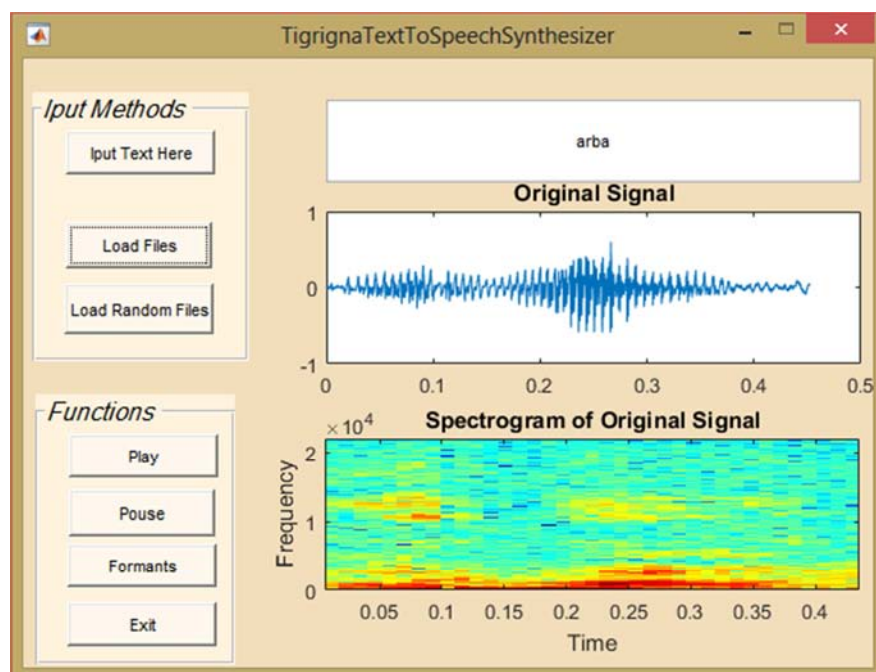 TigrignaTextToSpeechSynthesizer
Iput Methods
Iput Text Here
Load Files
Load Random Files
Functions
Play
Pouse
Formants
Exit
arba
Original Signal
1
0
-1
0 0.1 0.2 0.3 0.4 0.5
Spectrogram of Original Signal
×10^4
Frequency
2
1
0
0.05 0.1 0.15 0.2 0.25 0.3 0.35 0.4
Time